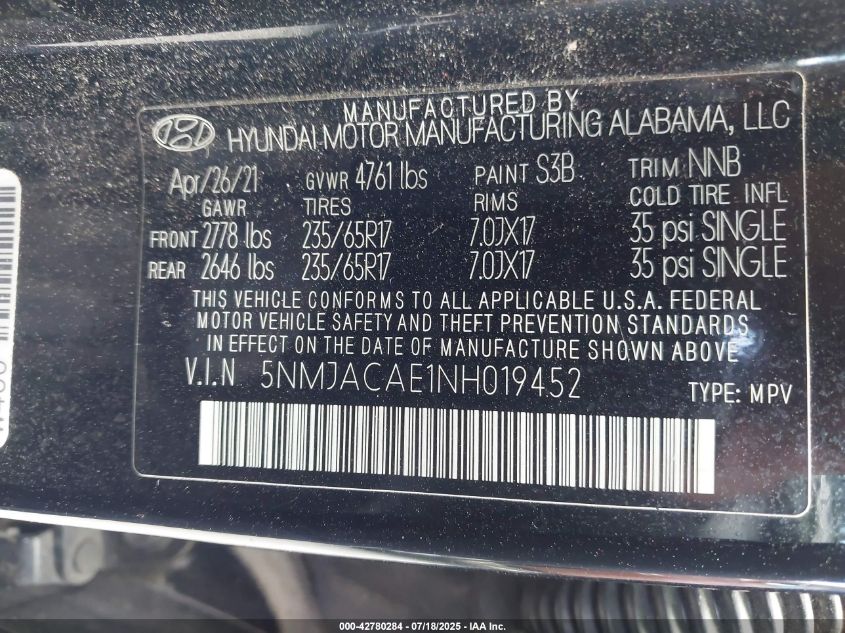 MANUFACTURED BY
HYUNDAI MOTOR MANUFACTURING ALABAMA, LLC
Apr/26/21 GVWR 4761 lbs PAINT S3B TRIM NNB
GAWR TIRES RIMS COLD TIRE INFL
FRONT 2778 lbs 235/65R17 7.0JX17 35 psi SINGLE
REAR 2646 lbs 235/65R17 7.0JX17 35 psi SINGLE
THIS VEHICLE CONFORMS TO ALL APPLICABLE U.S.A. FEDERAL
MOTOR VEHICLE SAFETY AND THEFT PREVENTION STANDARDS
IN EFFECT ON THE DATE OF MANUFACTURE SHOWN ABOVE.
V.I.N 5NMJACAE1NH019452 TYPE: MPV
000-42780284 - 07/18/2025 - IAA Inc.